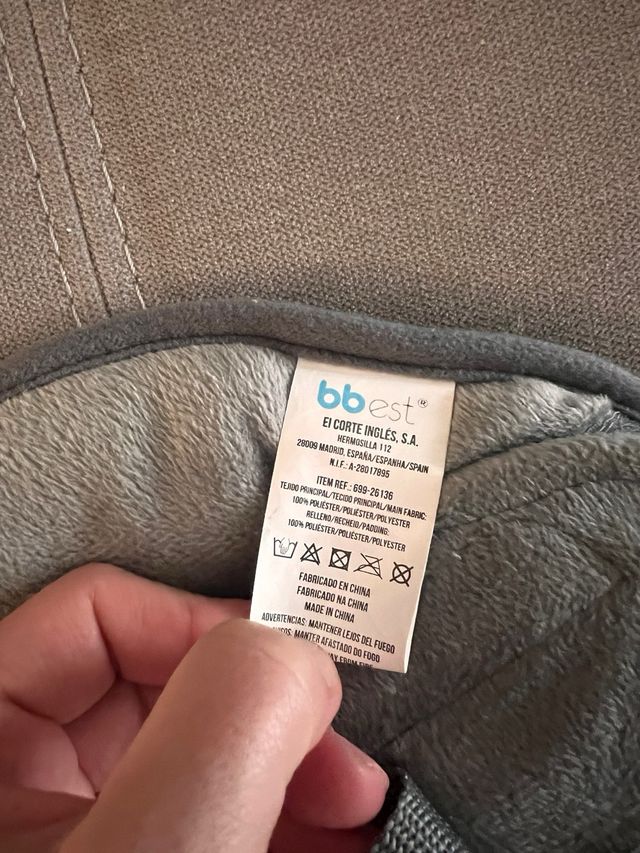 bbest®
El CORTE INGLÉS, S.A.
HERMOSILLA 112
28009 MADRID, ESPAÑA/ESPANHA/SPAIN
N.I.F.: A-28017895
ITEM REF.: 699-26136
TEJIDO PRINCIPAL/TECIDO PRINCIPAL/MAIN FABRIC:
100% POLIÉSTER/POLIÉSTER/POLYESTER
RELLENO/RECHEIO/PADDING:
100% POLIÉSTER/POLIÉSTER/POLYESTER
FABRICADO EN CHINA
FABRICADO NA CHINA
MADE IN CHINA
ADVERTENCIAS: MANTENER LEJOS DEL FUEGO
MANTER AFASTADO DO FOGO
FROM FIRE